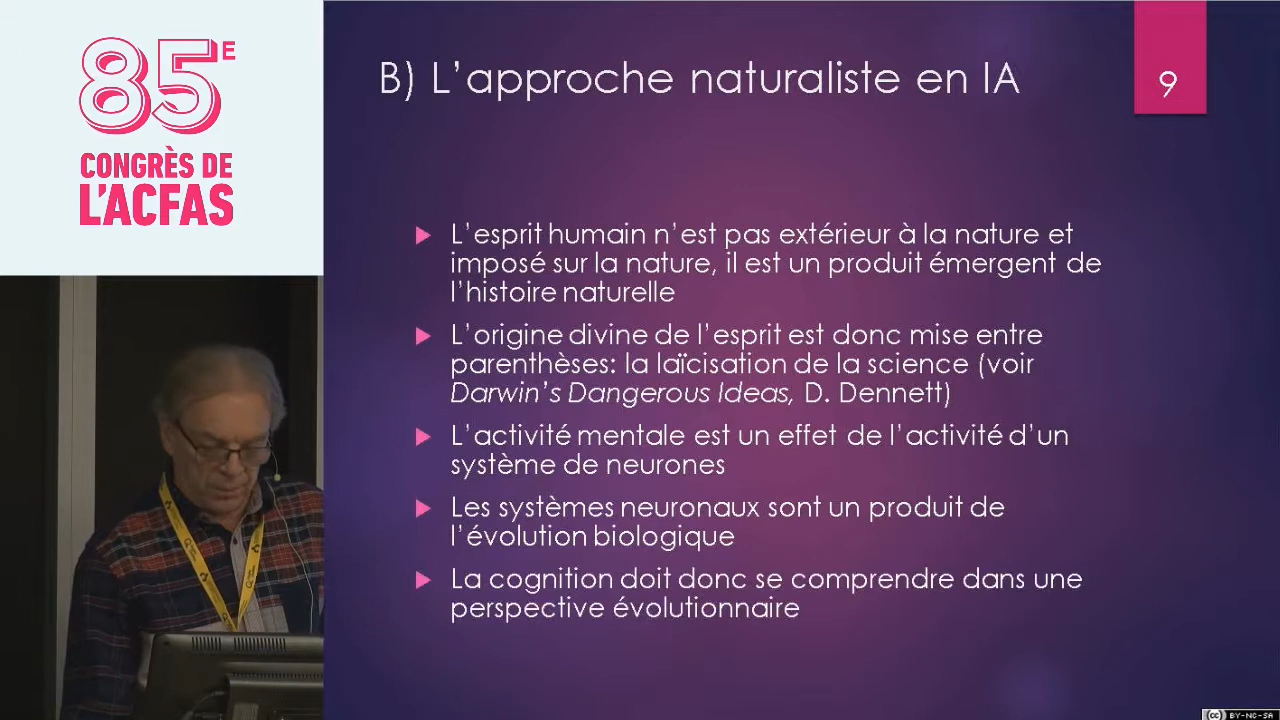 85E
CONGRÈS DE
L'ACFAS
B) L'approche naturaliste en IA
9
L'esprit humain n'est pas extérieur à la nature et
imposé sur la nature, il est un produit émergent de
l'histoire naturelle
L'origine divine de l'esprit est donc mise entre
parenthèses: la laïcisation de la science (voir
Darwin's Dangerous Ideas, D. Dennett)
L'activité mentale est un effet de l'activité d'un
système de neurones
Les systèmes neuronaux sont un produit de
l'évolution biologique
La cognition doit donc se comprendre dans une
perspective évolutionnaire
cc BY-NC-SA